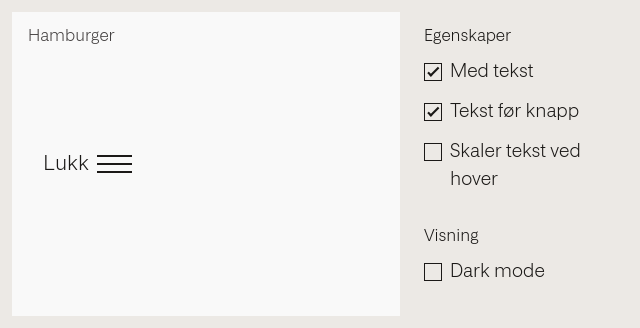 Hamburger
Lukk
Egenskaper
Med tekst
Tekst før knapp
Skaler tekst ved
hover
Visning
Dark mode